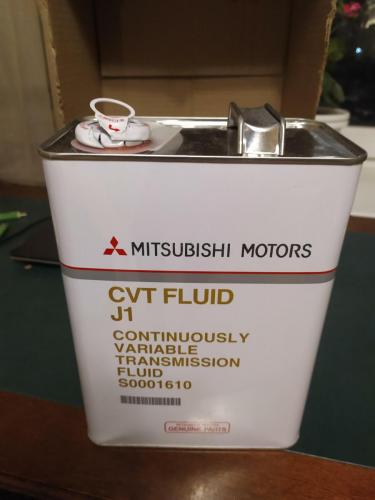 MITSUBISHI MOTORS
CVT FLUID
J1
CONTINUOUSLY
VARIABLE
TRANSMISSION
FLUID
S0001610
GENUINE PARTS